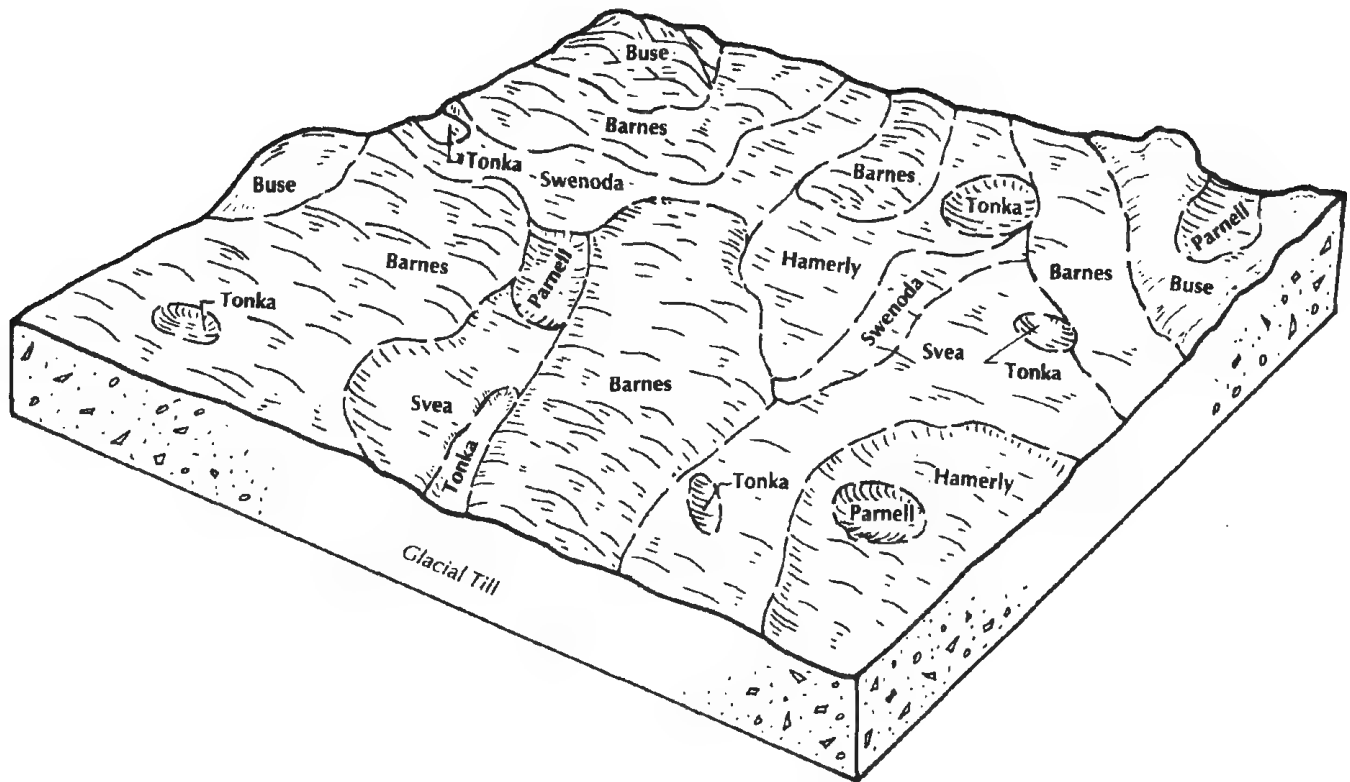 Buse
Barnes
Tonka
Swenoda
Buse
Barnes
Tonka
Parnell
Barnes
Parnell
Hamerly
Barnes
Buse
Tonka
Swenoda
Svea
Tonka
Barnes
Svea
Tonka
Tonka
Hamerly
Parnell
Glacial Till